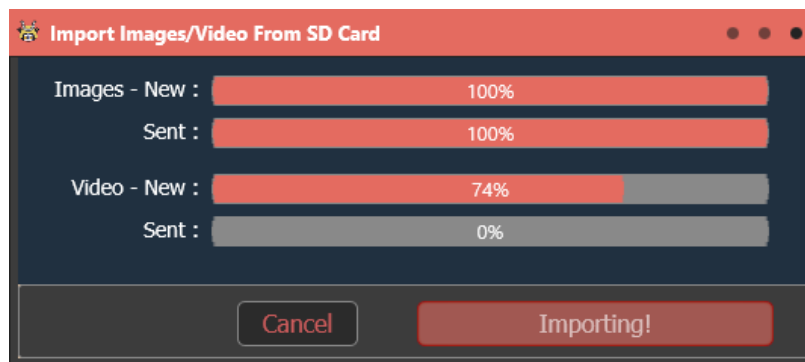 Import Images/Video From SD Card
Images - New : 100%
Sent : 100%
Video - New : 74%
Sent : 0%
Cancel Importing!